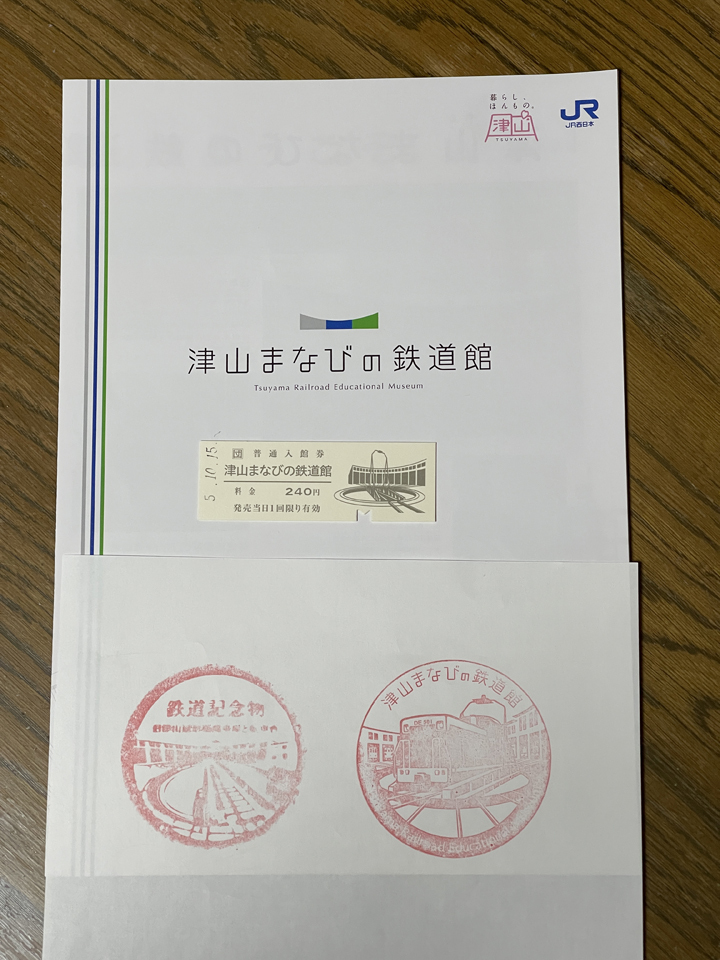 暮らし、
ほんもの。
津山
TSUYAMA
JR
JR西日本
津山まなびの鉄道館
Tsuyama Railroad Educational Museum
5.10.15
団 普通入館券
津山まなびの鉄道館
料金 240円
発売当日1回限り有効
鉄道記念物
津山まなびの鉄道館
Railroad Educational